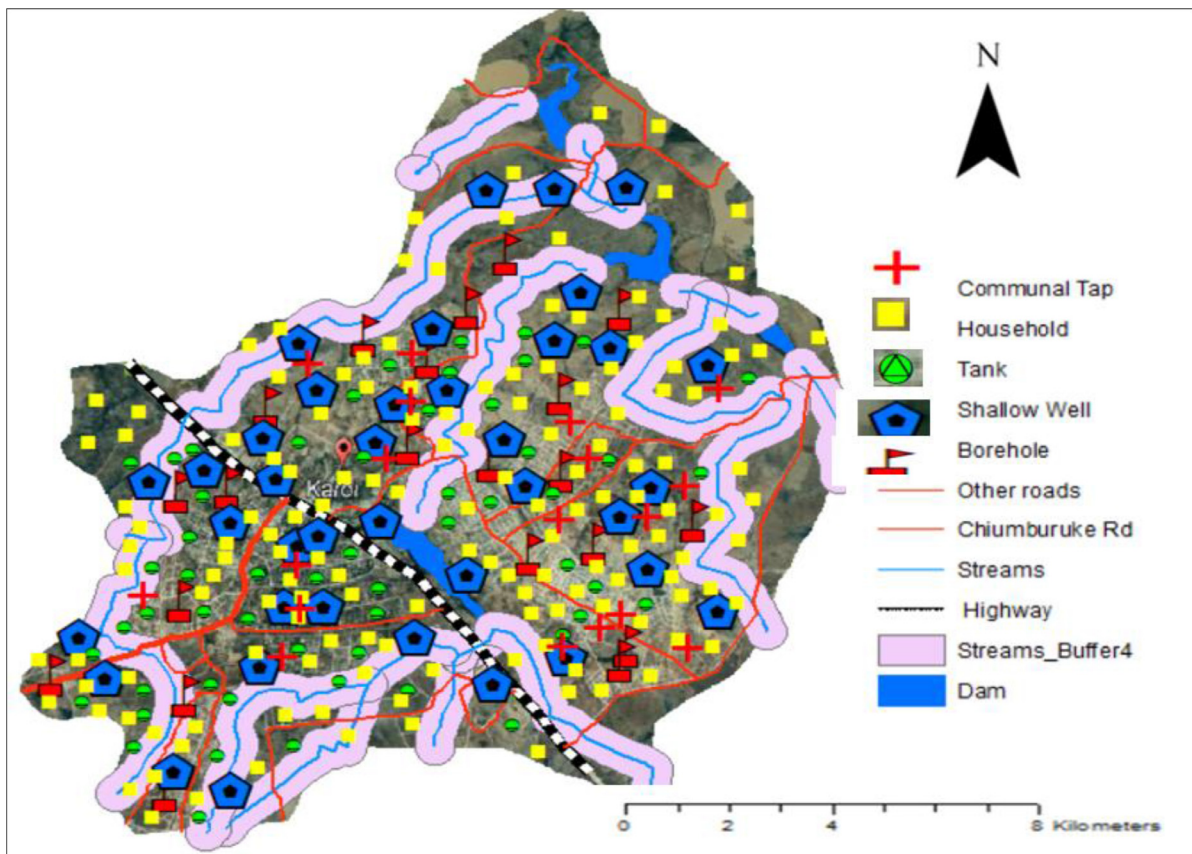 N
Communal Tap
Household
Tank
Shallow Well
Borehole
Other roads
Chiumburuke Rd
Streams
Highway
Streams_Buffer4
Dam
Karoi
0 2 4 8 Kilometers